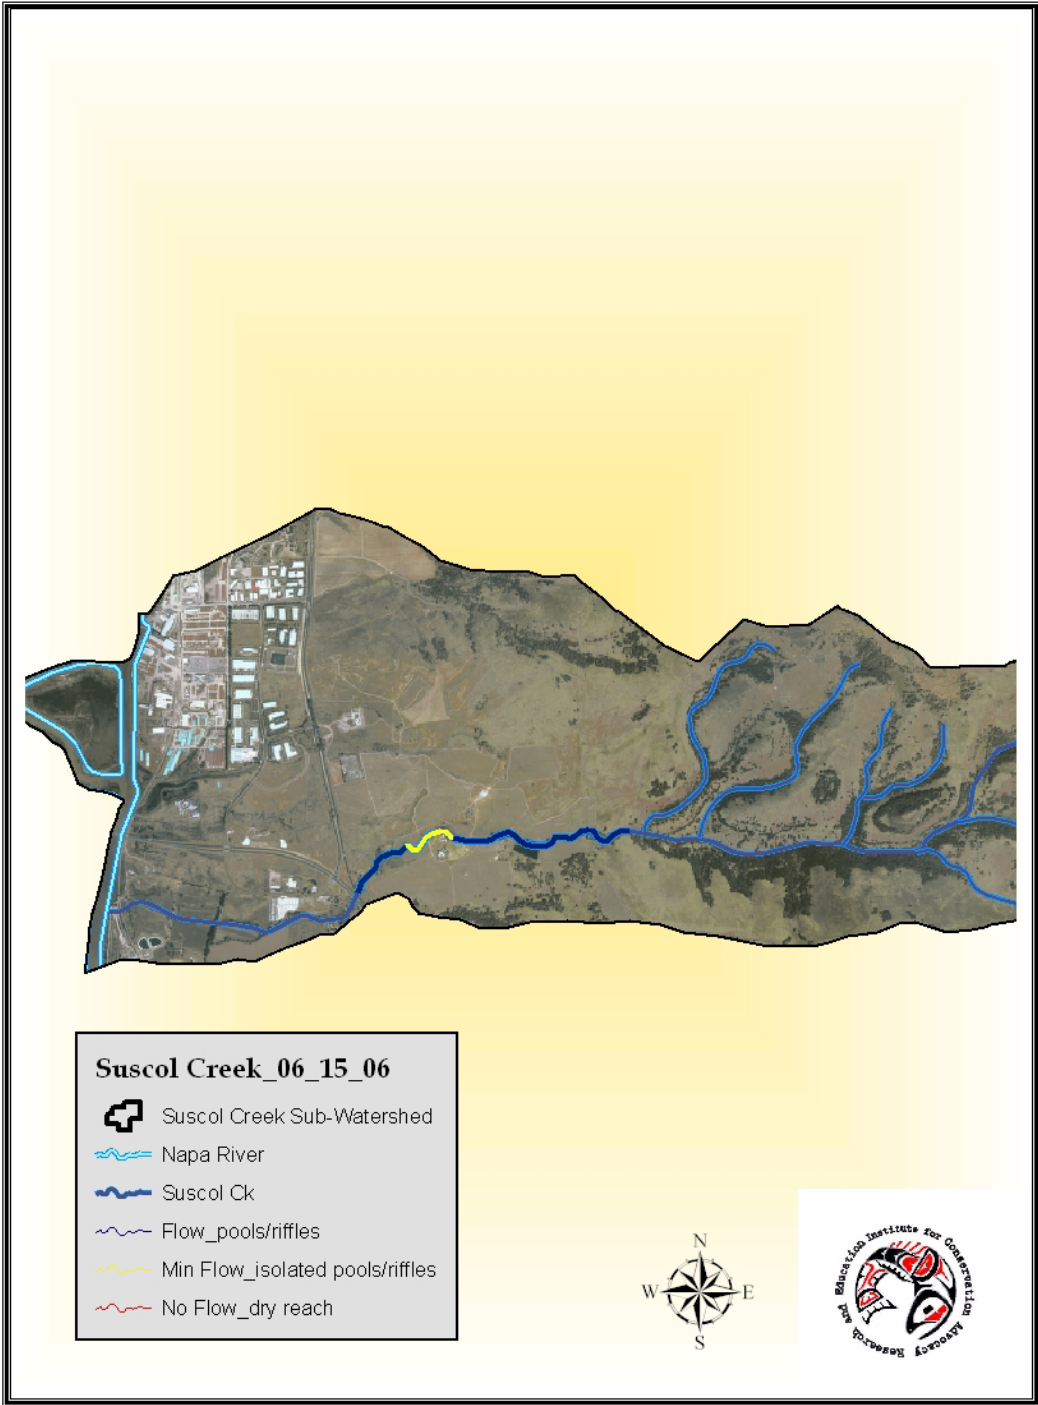 Suscol Creek_06_15_06
Suscol Creek Sub-Watershed
Napa River
Suscol Ck
Flow_pools/riffles
Min Flow_isolated pools/riffles
No Flow_dry reach
N
W E
S
Institute for Conservation Advocacy Research and Education